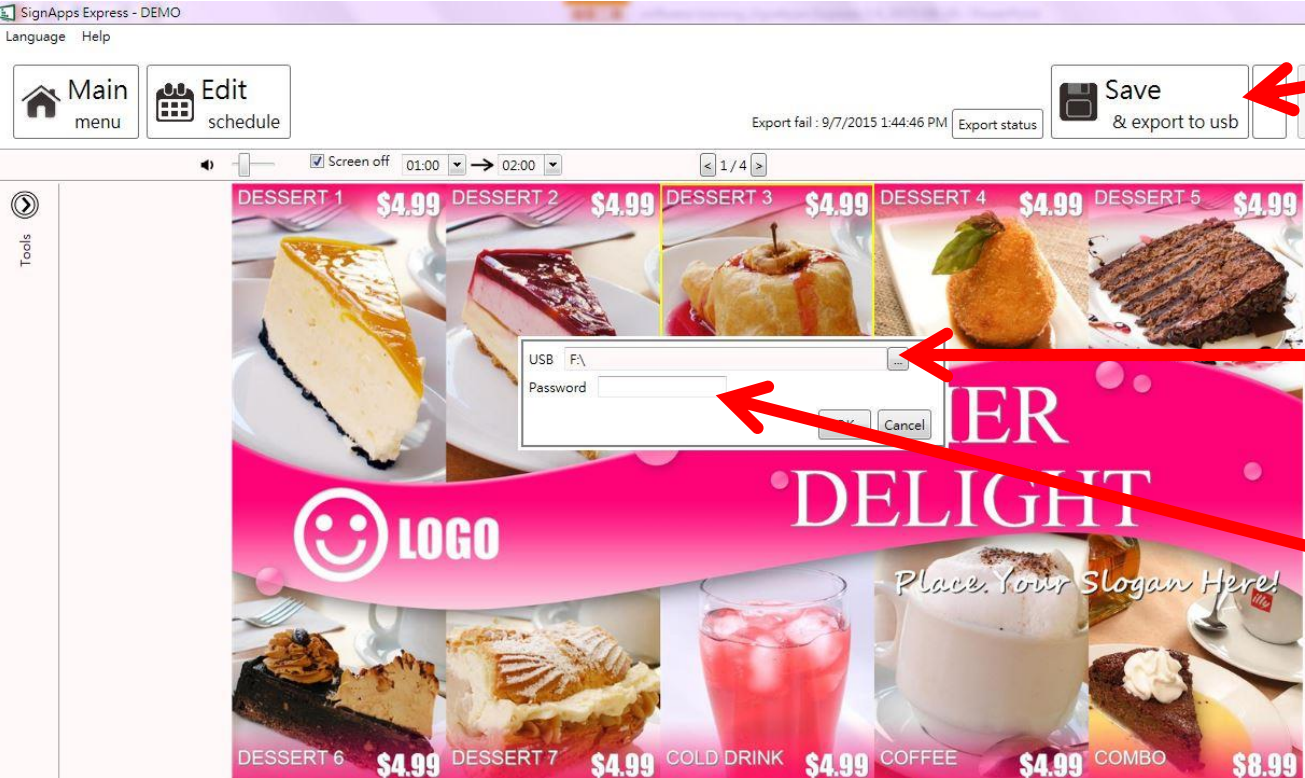 SignApps Express - DEMO
Language Help
Main
menu
Edit
schedule
Export fail : 9/7/2015 1:44:46 PM
Export status
Save
& export to usb
Screen off 01:00 02:00
< 1 / 4 >
Tools
DESSERT 1 $4.99
DESSERT 2 $4.99
DESSERT 3 $4.99
DESSERT 4 $4.99
DESSERT 5 $4.99
USB F:\ ...
Password
Cancel
DELIGHT
LOGO
Place Your Slogan Here!
illy
DESSERT 6 $4.99
DESSERT 7 $4.99
COLD DRINK $4.99
COFFEE $4.99
COMBO $8.99